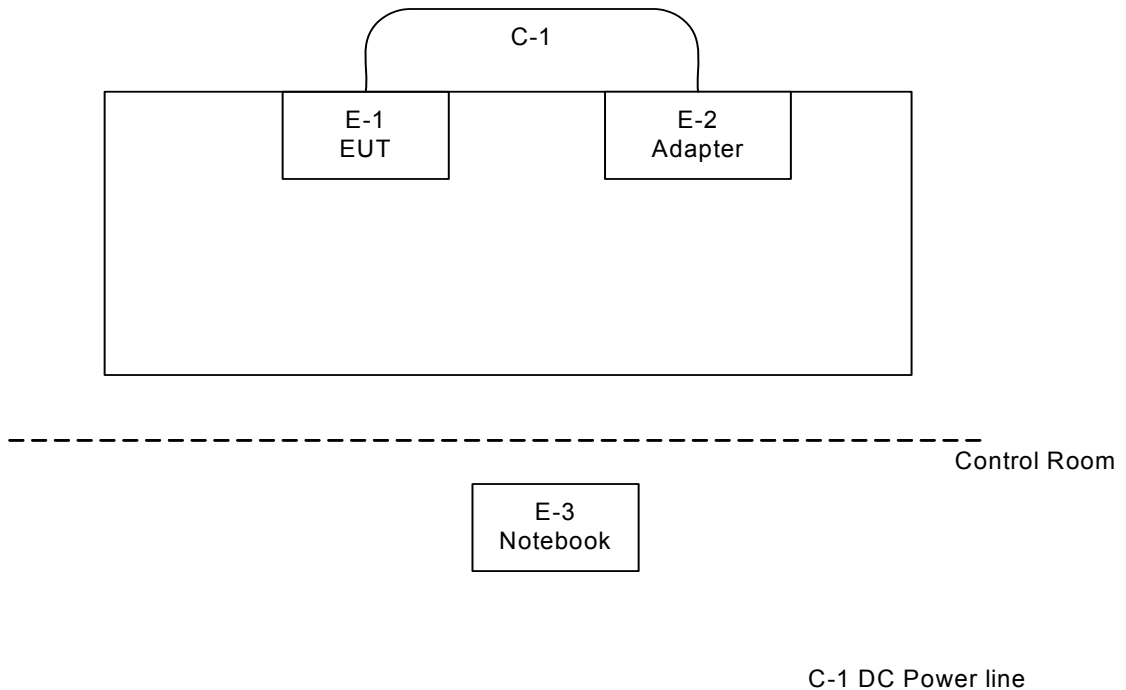 C-1
E-1
EUT
E-2
Adapter
Control Room
E-3
Notebook
C-1 DC Power line